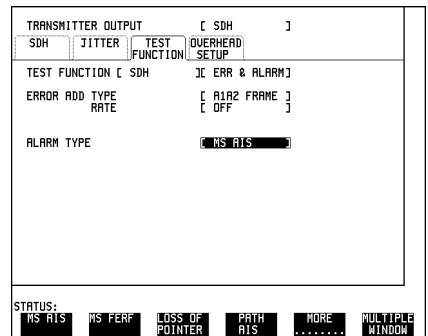 TRANSMITTER OUTPUT [ SDH ]
SDH JITTER TEST FUNCTION OVERHEAD SETUP
TEST FUNCTION [ SDH ][ ERR & ALARM]
ERROR ADD TYPE [ A1A2 FRAME ]
RATE [ OFF ]
ALARM TYPE [ MS AIS ]
STATUS:
MS AIS MS FERF LOSS OF POINTER PATH AIS MORE ........ MULTIPLE WINDOW